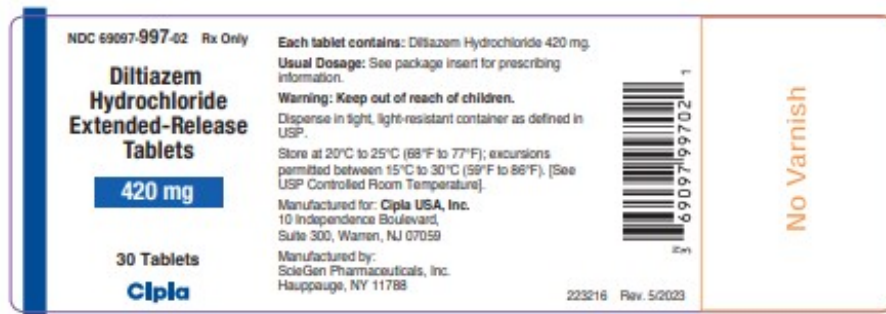 NDC 69097-997-02 Rx Only
Diltiazem
Hydrochloride
Extended-Release
Tablets
420 mg
30 Tablets
Cipla
Each tablet contains: Diltiazem Hydrochloride 420 mg.
Usual Dosage: See package insert for prescribing
information.
Warning: Keep out of reach of children.
Dispense in tight, light-resistant container as defined in
USP.
Store at 20°C to 25°C (68°F to 77°F); excursions
permitted between 15°C to 30°C (59°F to 86°F). [See
USP Controlled Room Temperature].
Manufactured for: Cipla USA, Inc.
10 Independence Boulevard,
Suite 300, Warren, NJ 07059
Manufactured by:
ScieGen Pharmaceuticals, Inc.
Hauppauge, NY 11788
223216 Rev. 5/2023
3 69097 99702 1
No Varnish